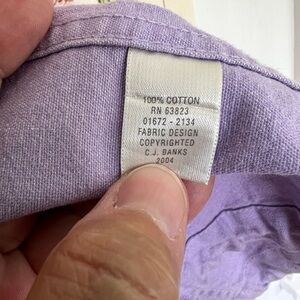 100% COTTON
RN 63823
01672 - 2134
FABRIC DESIGN
COPYRIGHTED
C.J. BANKS
2004